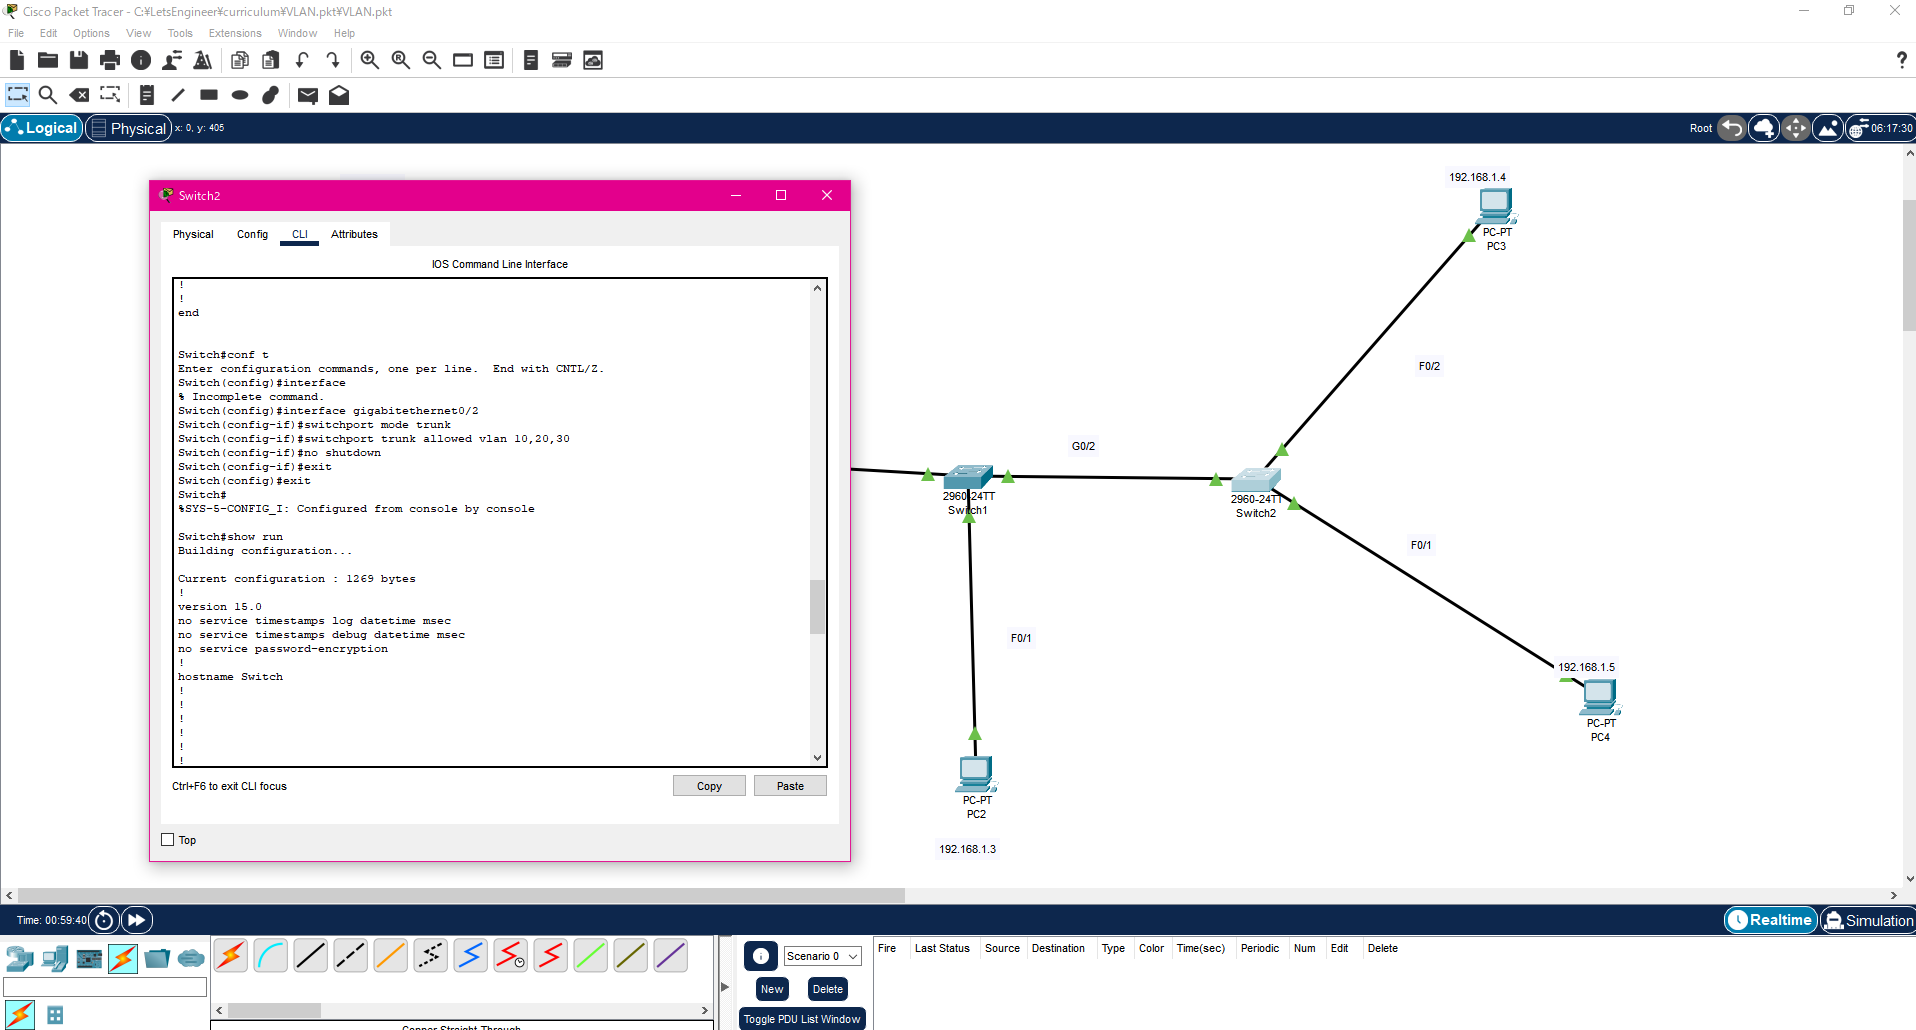 Cisco Packet Tracer - C:¥LetsEngineer¥curriculum¥VLAN.pkt¥VLAN.pkt
File Edit Options View Tools Extensions Window Help
?
Logical Physical x: 0, y: 405
Root 06:17:30
Switch2
Physical Config CLI Attributes
IOS Command Line Interface
!
!
end
Switch#conf t
Enter configuration commands, one per line. End with CNTL/Z.
Switch(config)#interface
% Incomplete command.
Switch(config)#interface gigabitethernet0/2
Switch(config-if)#switchport mode trunk
Switch(config-if)#switchport trunk allowed vlan 10,20,30
Switch(config-if)#no shutdown
Switch(config-if)#exit
Switch(config)#exit
Switch#
%SYS-5-CONFIG_I: Configured from console by console
Switch#show run
Building configuration...
Current configuration : 1269 bytes
!
version 15.0
no service timestamps log datetime msec
no service timestamps debug datetime msec
no service password-encryption
!
hostname Switch
!
!
!
!
!
!
Ctrl+F6 to exit CLI focus
Copy Paste
Top
192.168.1.4
PC-PT
PC3
F0/2
G0/2
2960-24TT
Switch1
2960-24TT
Switch2
F0/1
F0/1
192.168.1.5
PC-PT
PC4
PC-PT
PC2
192.168.1.3
Time: 00:59:40
Realtime Simulation
Scenario 0
New Delete
Toggle PDU List Window
Fire Last Status Source Destination Type Color Time(sec) Periodic Num Edit Delete
Copper Straight-Through